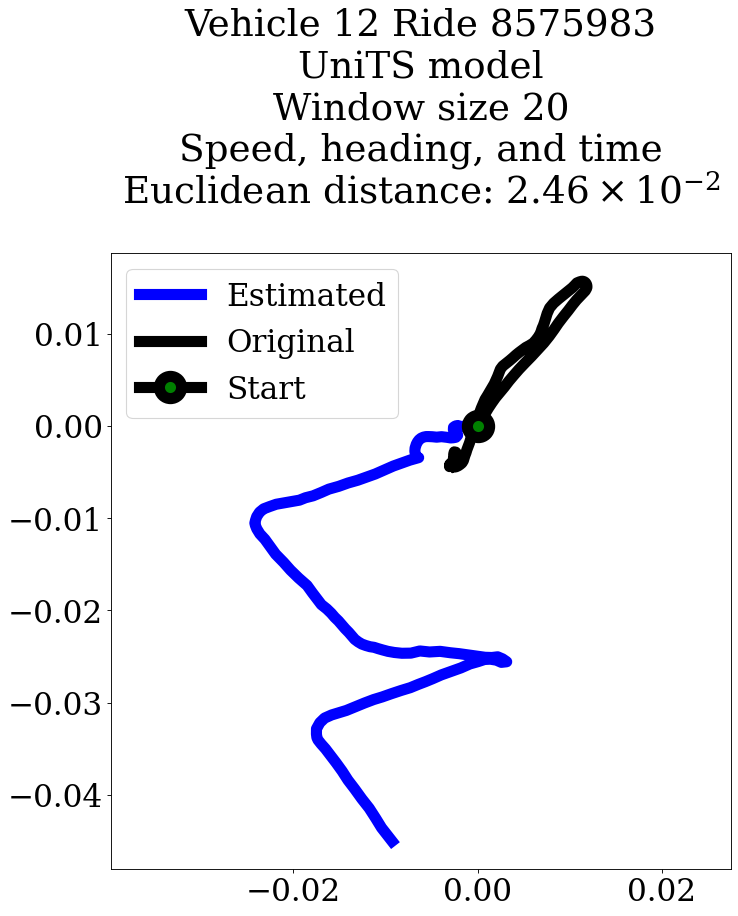 Vehicle 12 Ride 8575983
UniTS model
Window size 20
Speed, heading, and time
Euclidean distance: 2.46 × 10⁻²
Estimated
Original
Start
0.01
0.00
−0.01
−0.02
−0.03
−0.04
−0.02 0.00 0.02